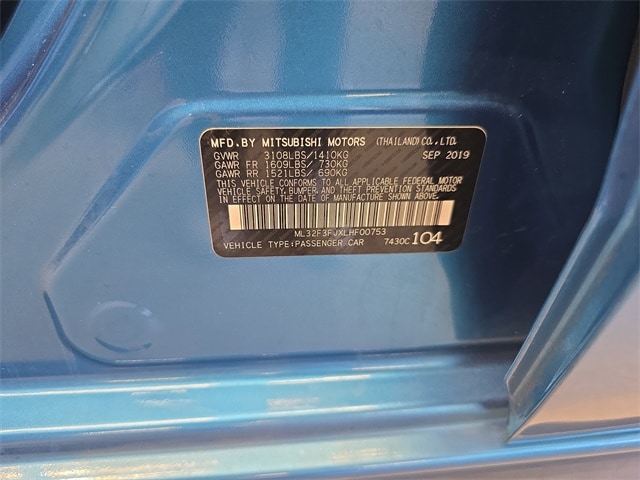 MFD.BY MITSUBISHI MOTORS (THAILAND) CO., LTD.
GVWR 3108LBS/1410KG SEP 2019
GAWR FR 1609LBS/ 730KG
GAWR RR 1521LBS/ 690KG
THIS VEHICLE CONFORMS TO ALL APPLICABLE FEDERAL MOTOR
VEHICLE SAFETY, BUMPER, AND THEFT PREVENTION STANDARDS
IN EFFECT ON THE DATE OF MANUFACTURE SHOWN ABOVE.
ML32F3FJXLHF00753
VEHICLE TYPE:PASSENGER CAR 7430C 104